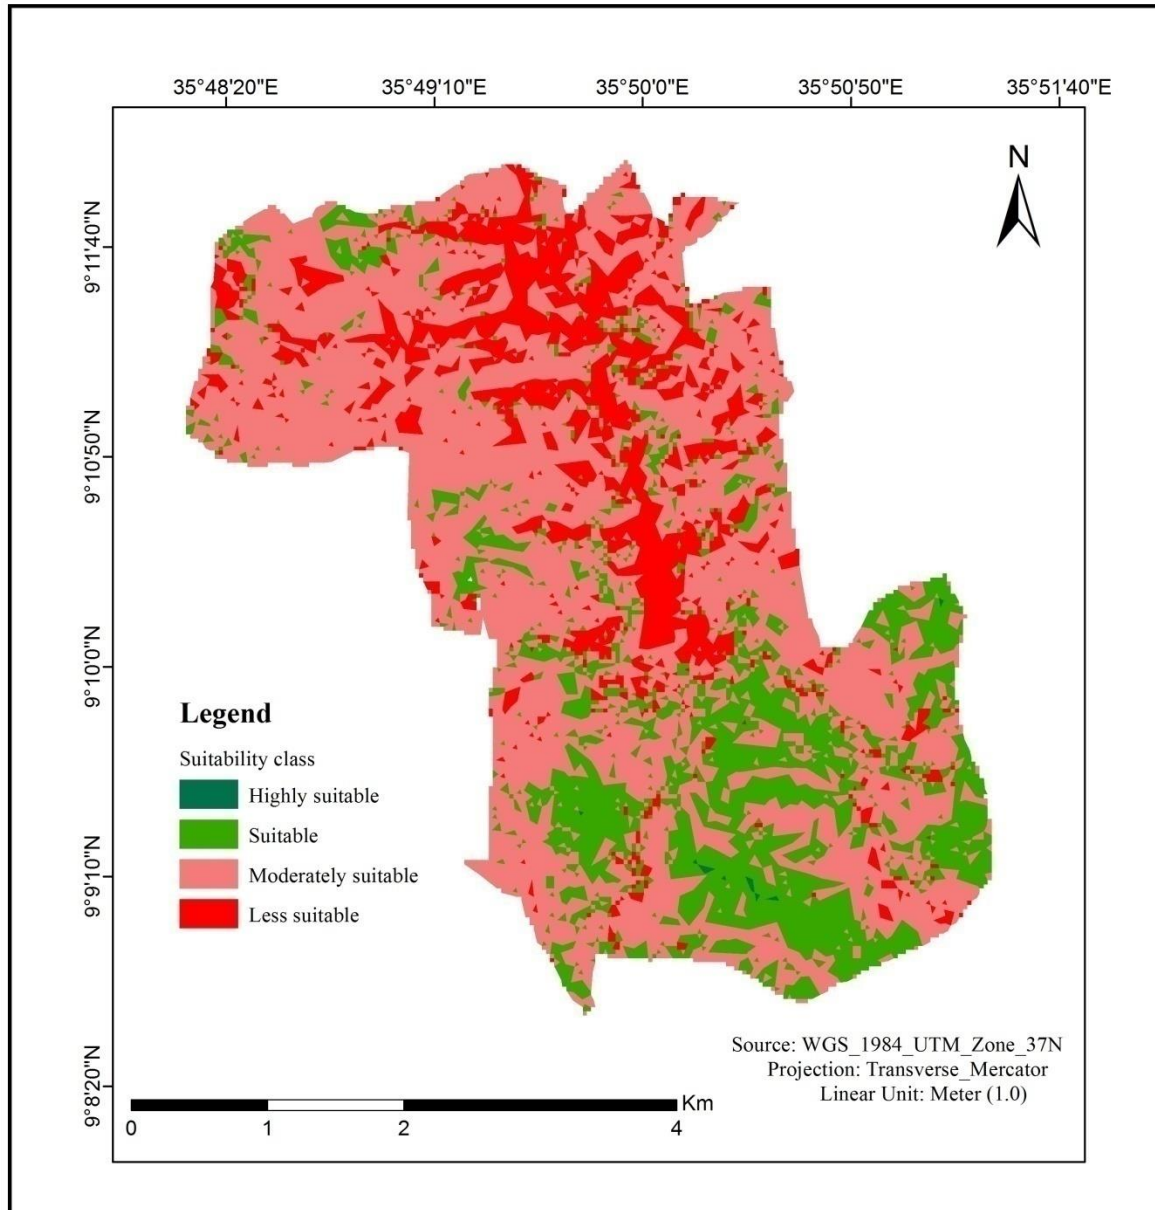 35°48'20"E 35°49'10"E 35°50'0"E 35°50'50"E 35°51'40"E
N
9°11'40"N
9°10'50"N
9°10'0"N
9°9'10"N
9°8'20"N
Legend
Suitability class
Highly suitable
Suitable
Moderately suitable
Less suitable
Source: WGS_1984_UTM_Zone_37N
Projection: Transverse_Mercator
Linear Unit: Meter (1.0)
Km
0 1 2 4